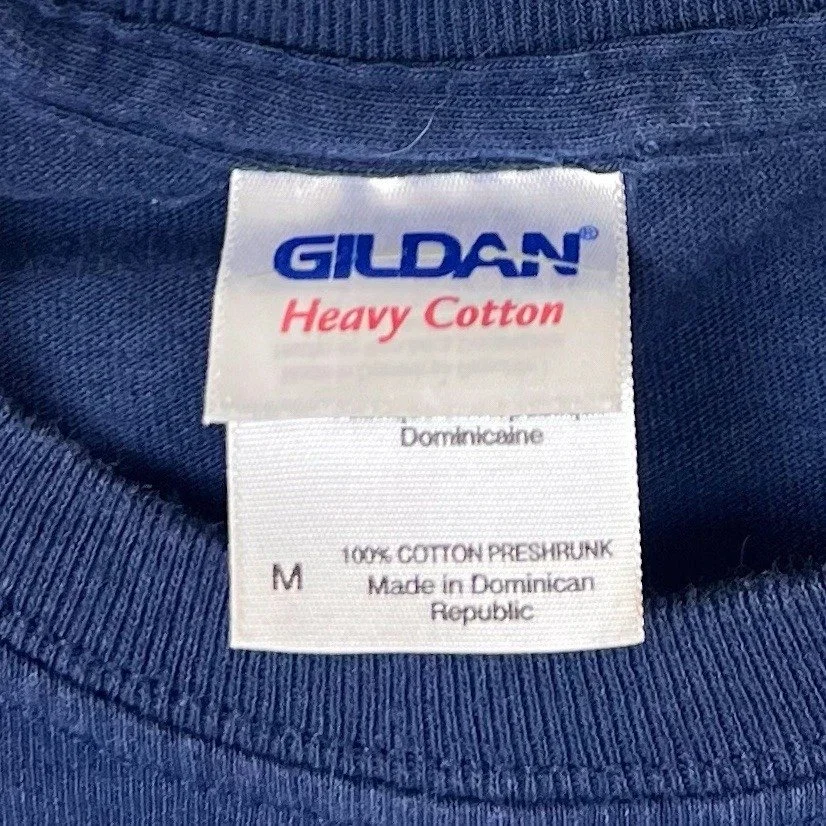 GILDAN®
Heavy Cotton
Dominicaine
M
100% COTTON PRESHRUNK
Made in Dominican
Republic